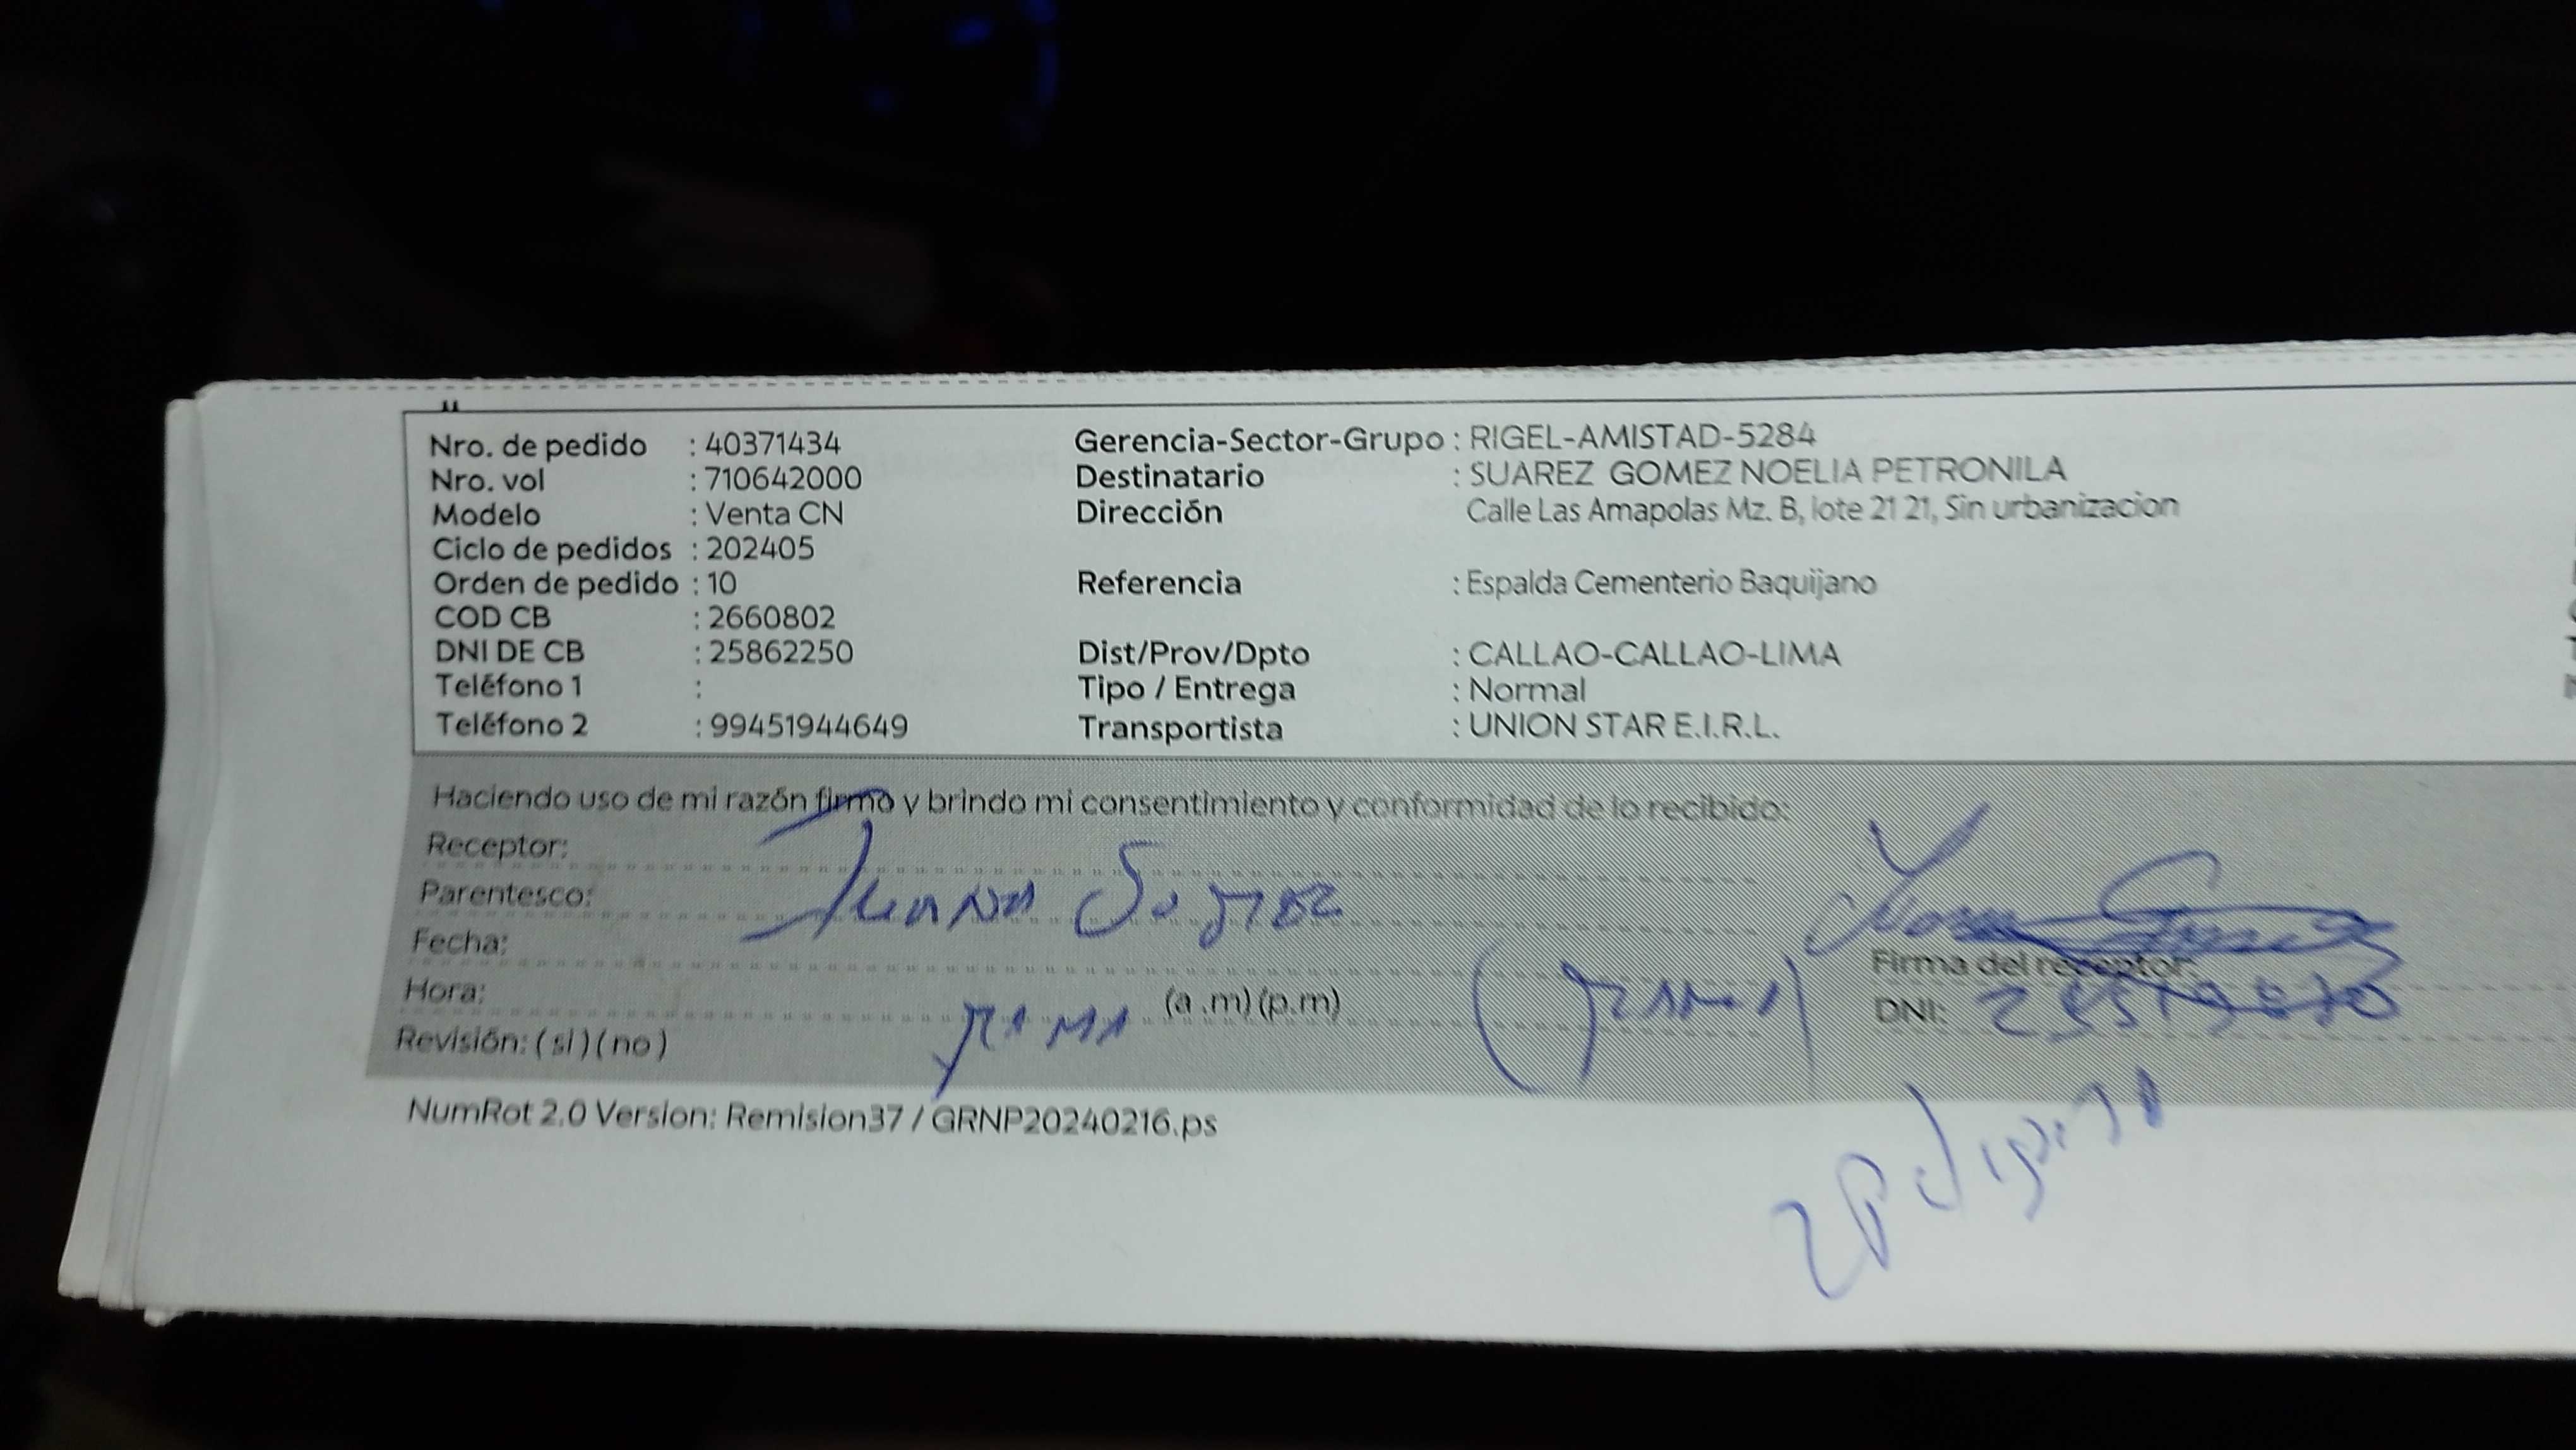 Nro. de pedido : 40371434
Nro. vol : 710642000
Modelo : Venta CN
Ciclo de pedidos : 202405
Orden de pedido : 10
COD CB : 2660802
DNI DE CB : 25862250
Teléfono 1 :
Teléfono 2 : 99451944649
Gerencia-Sector-Grupo : RIGEL-AMISTAD-5284
Destinatario : SUAREZ GOMEZ NOELIA PETRONILA
Dirección Calle Las Amapolas Mz. B, lote 21 21, Sin urbanizacion
Referencia : Espalda Cementerio Baquijano
Dist/Prov/Dpto : CALLAO-CALLAO-LIMA
Tipo / Entrega : Normal
Transportista : UNION STAR E.I.R.L.
Haciendo uso de mi razón firmo y brindo mi consentimiento y conformidad de lo recibido:
Receptor:
Juana
Parentesco:
Fecha:
Hora: (a .m) (p.m)
Firma del receptor:
DNI:
Revisión: ( si ) ( no )
NumRot 2.0 Version: Remision37 / GRNP20240216.ps